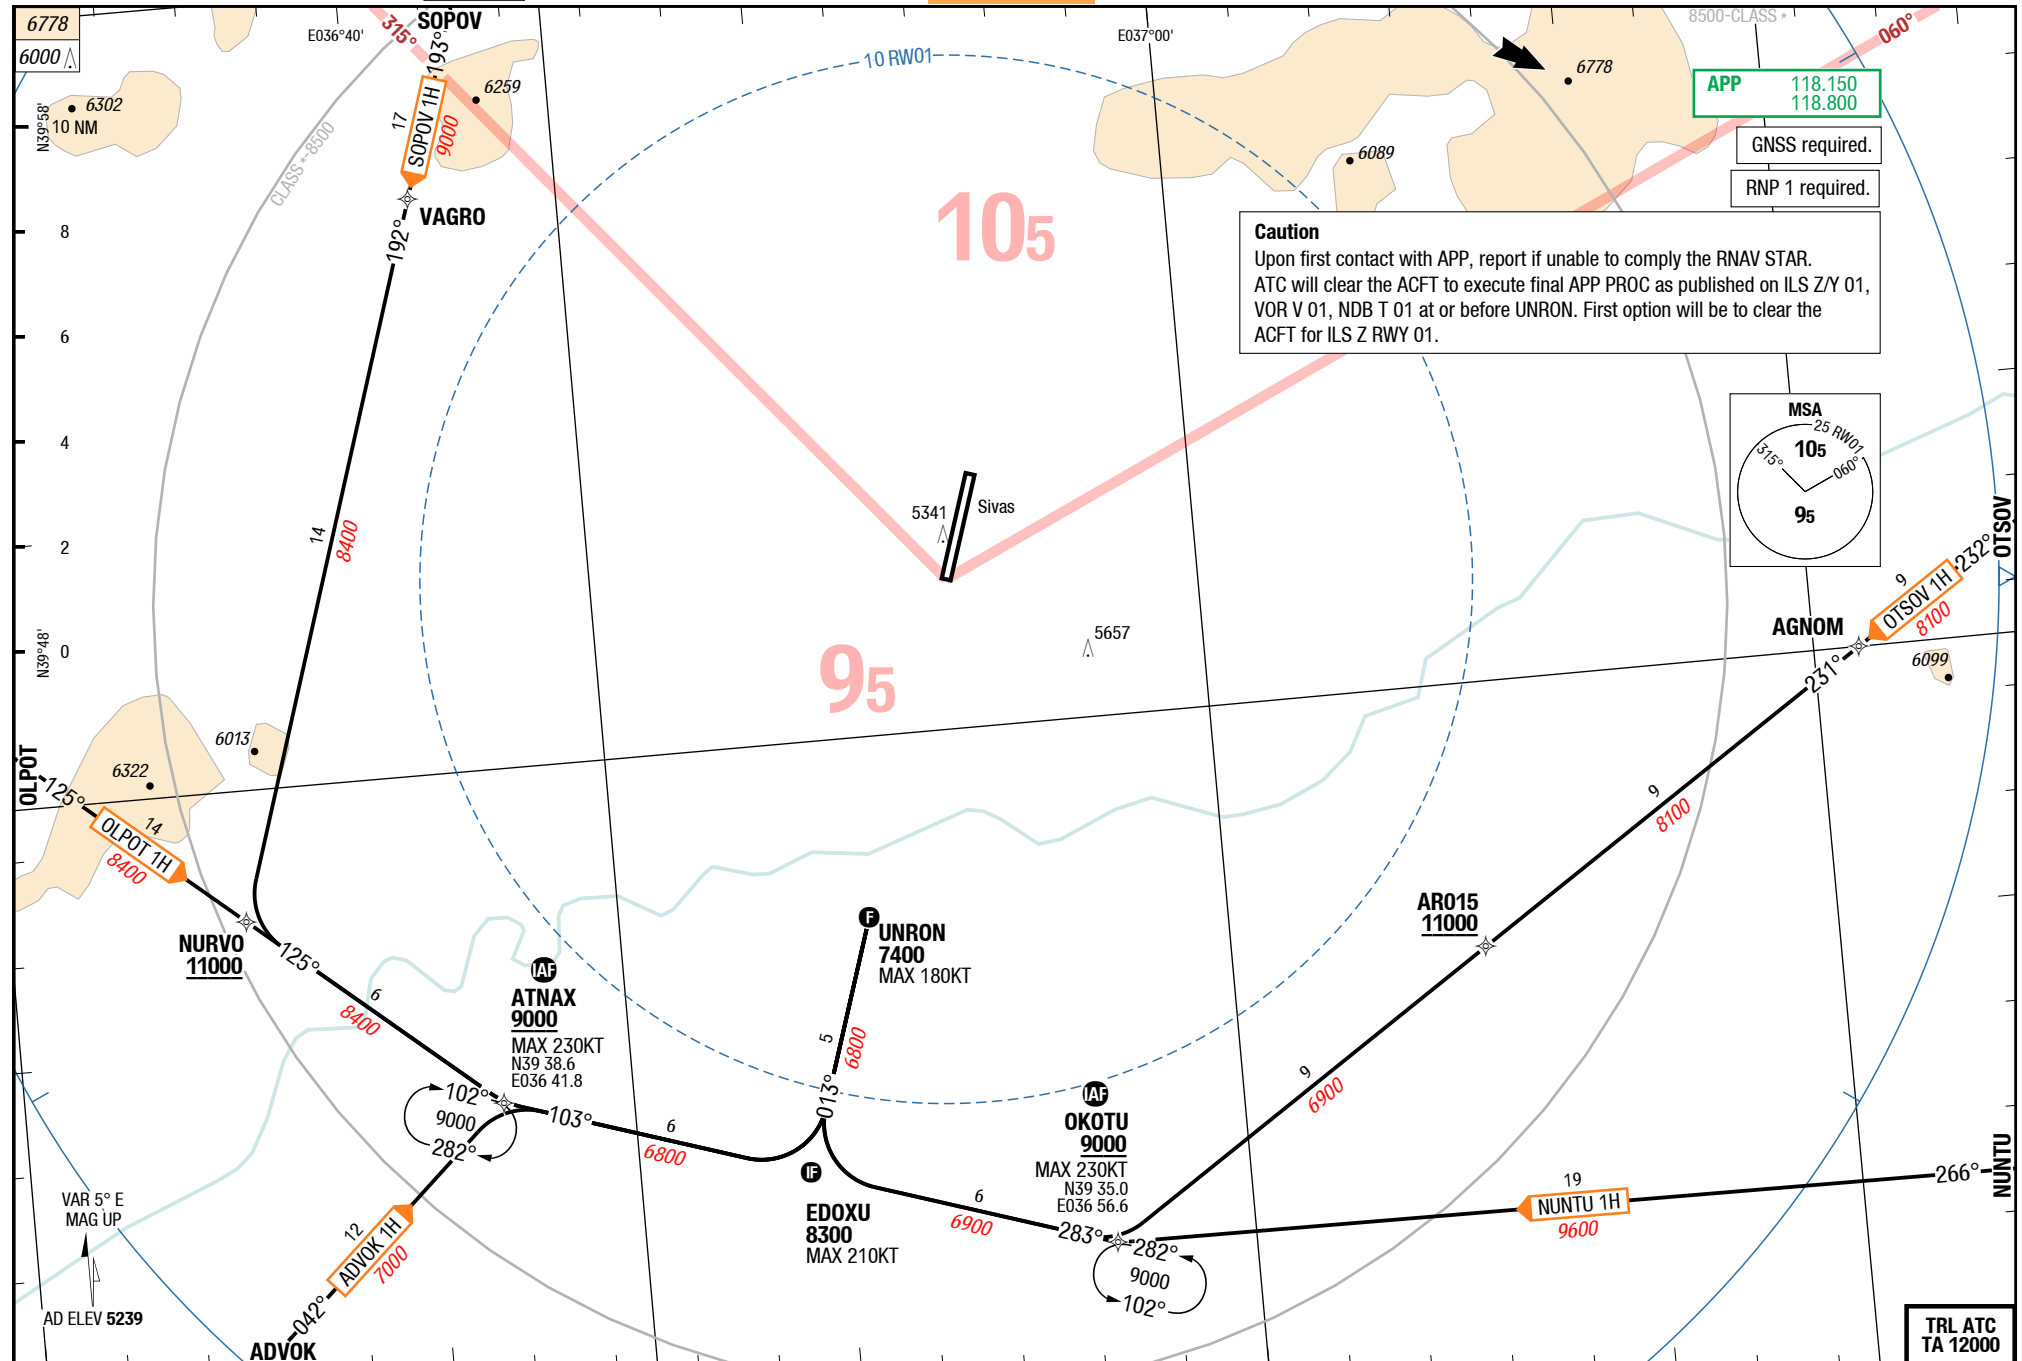 6778
6000
6302
10 NM
N39°58'
8
6
4
2
N39°48'
0
E036°40'
315°
SOPOV
193°
SOPOV 1H
17
9000
6259
VAGRO
192°
CLASS *-8500
10 RW01
E037°00'
8500-CLASS *
060°
6778
6089
APP 118.150
118.800
GNSS required.
RNP 1 required.
Caution
Upon first contact with APP, report if unable to comply the RNAV STAR.
ATC will clear the ACFT to execute final APP PROC as published on ILS Z/Y 01,
VOR V 01, NDB T 01 at or before UNRON. First option will be to clear the
ACFT for ILS Z RWY 01.
105
MSA
25 RW01
105
315°
060°
95
14
8400
5341
Sivas
5657
95
OTSOV
232°
9
OTSOV 1H
8100
AGNOM
231°
6099
6013
6322
OLPOT
125°
14
OLPOT 1H
8400
9
8100
NURVO
11000
125°
6
8400
UNRON
7400
MAX 180KT
F
AR015
11000
IAF
ATNAX
9000
MAX 230KT
N39 38.6
E036 41.8
102°
9000
282°
103°
6
6800
5
6800
013°
IF
EDOXU
8300
MAX 210KT
6
6900
IAF
OKOTU
9000
MAX 230KT
N39 35.0
E036 56.6
283°
282°
9000
102°
9
6900
19
NUNTU 1H
9600
266°
NUNTU
12
ADVOK 1H
7000
042°
ADVOK
VAR 5° E
MAG UP
AD ELEV 5239
TRL ATC
TA 12000